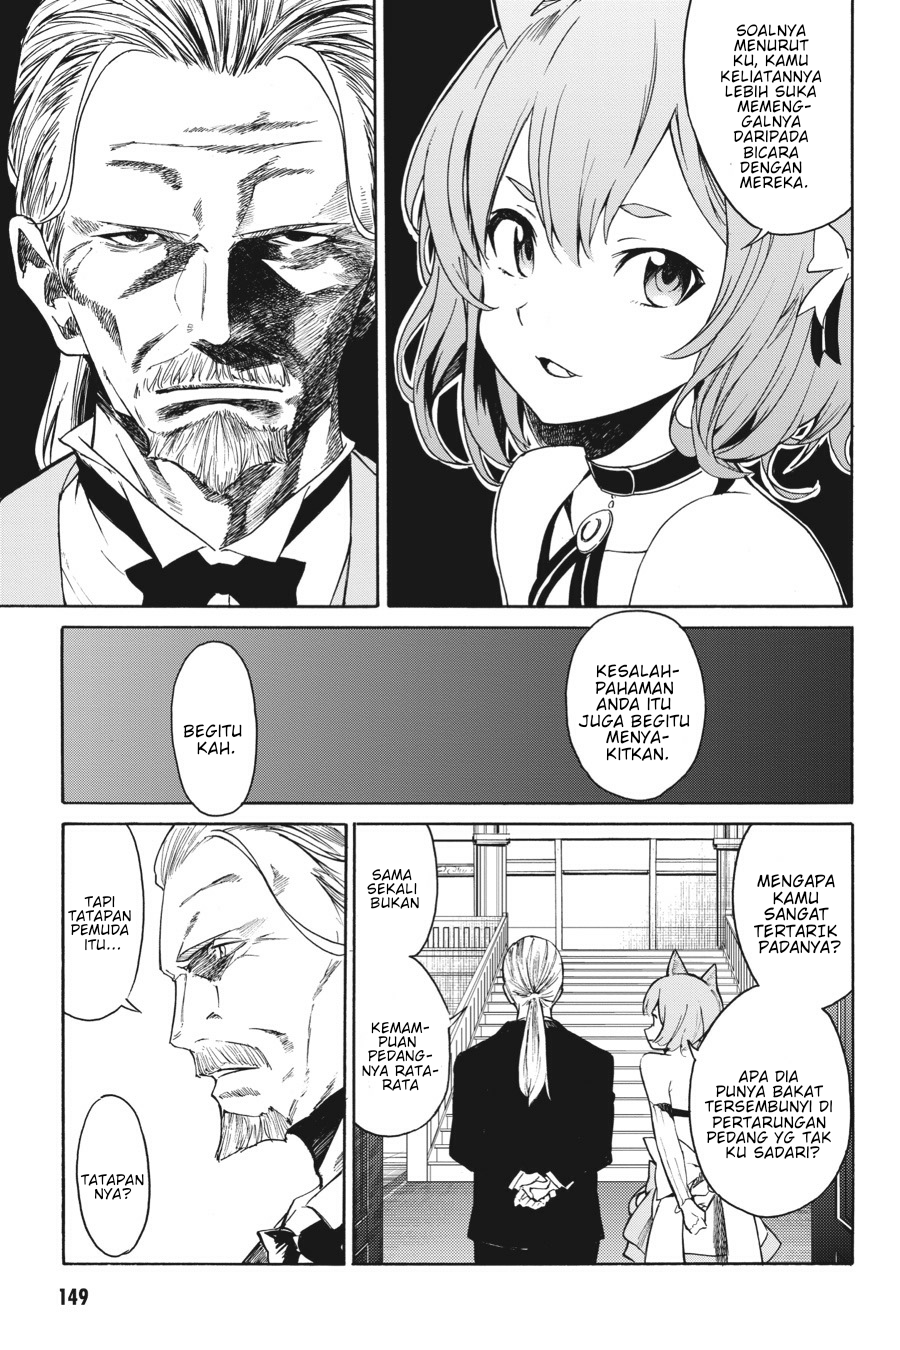 SOALNYA
MENURUT
KU, KAMU
KELIATANNYA
LEBIH SUKA
MEMENG-
GALNYA
DARIPADA
BICARA
DENGAN
MEREKA.
KESALAH-
PAHAMAN
ANDA ITU
JUGA BEGITU
MENYA-
KITKAN.
BEGITU
KAH.
MENGAPA
KAMU
SANGAT
TERTARIK
PADANYA?
APA DIA
PUNYA BAKAT
TERSEMBUNYI DI
PERTARUNGAN
PEDANG YG TAK
KU SADARI?
SAMA
SEKALI
BUKAN
KEMAM-
PUAN
PEDANG-
NYA RATA-
RATA
TAPI
TATAPAN
PEMUDA
ITU...
TATAPAN
NYA?
149